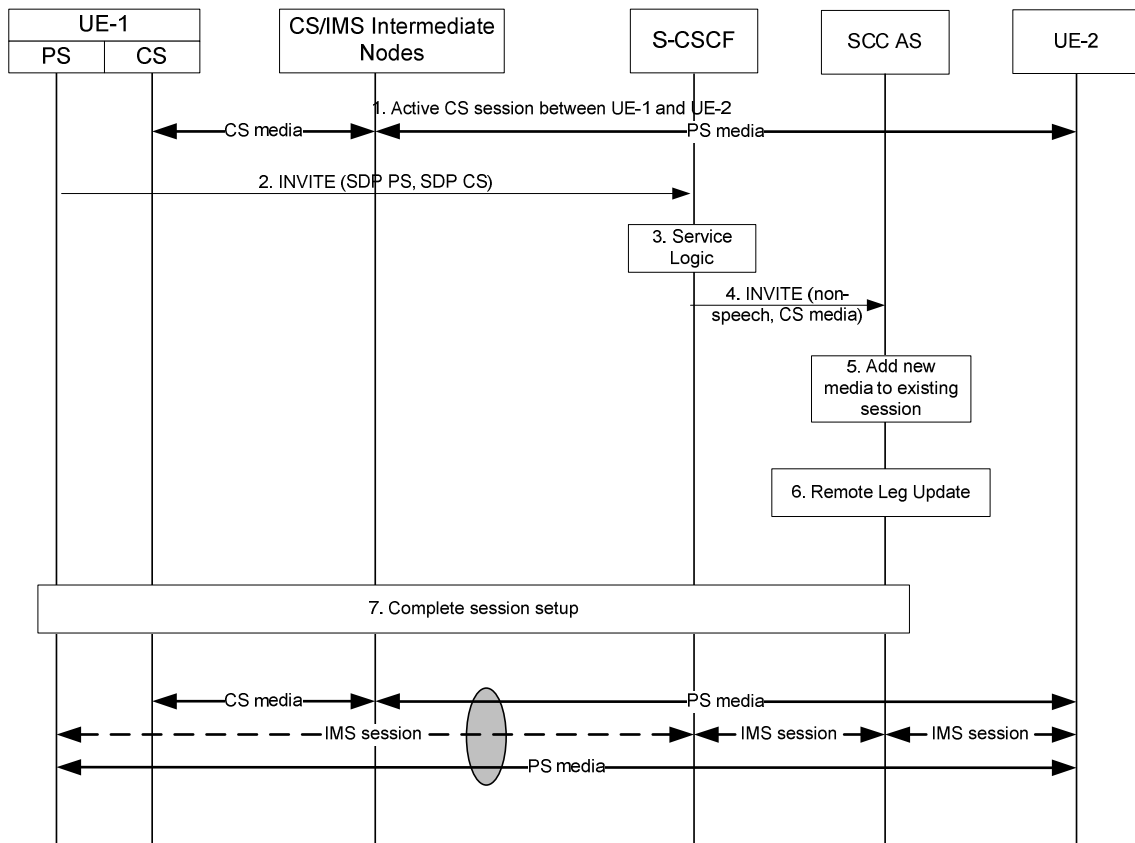 UE-1
PS
CS
CS/IMS Intermediate
Nodes
S-CSCF
SCC AS
UE-2
1. Active CS session between UE-1 and UE-2
CS media
PS media
2. INVITE (SDP PS, SDP CS)
3. Service
Logic
4. INVITE (non-
speech, CS media)
5. Add new
media to existing
session
6. Remote Leg Update
7. Complete session setup
CS media
PS media
IMS session
IMS session
IMS session
PS media